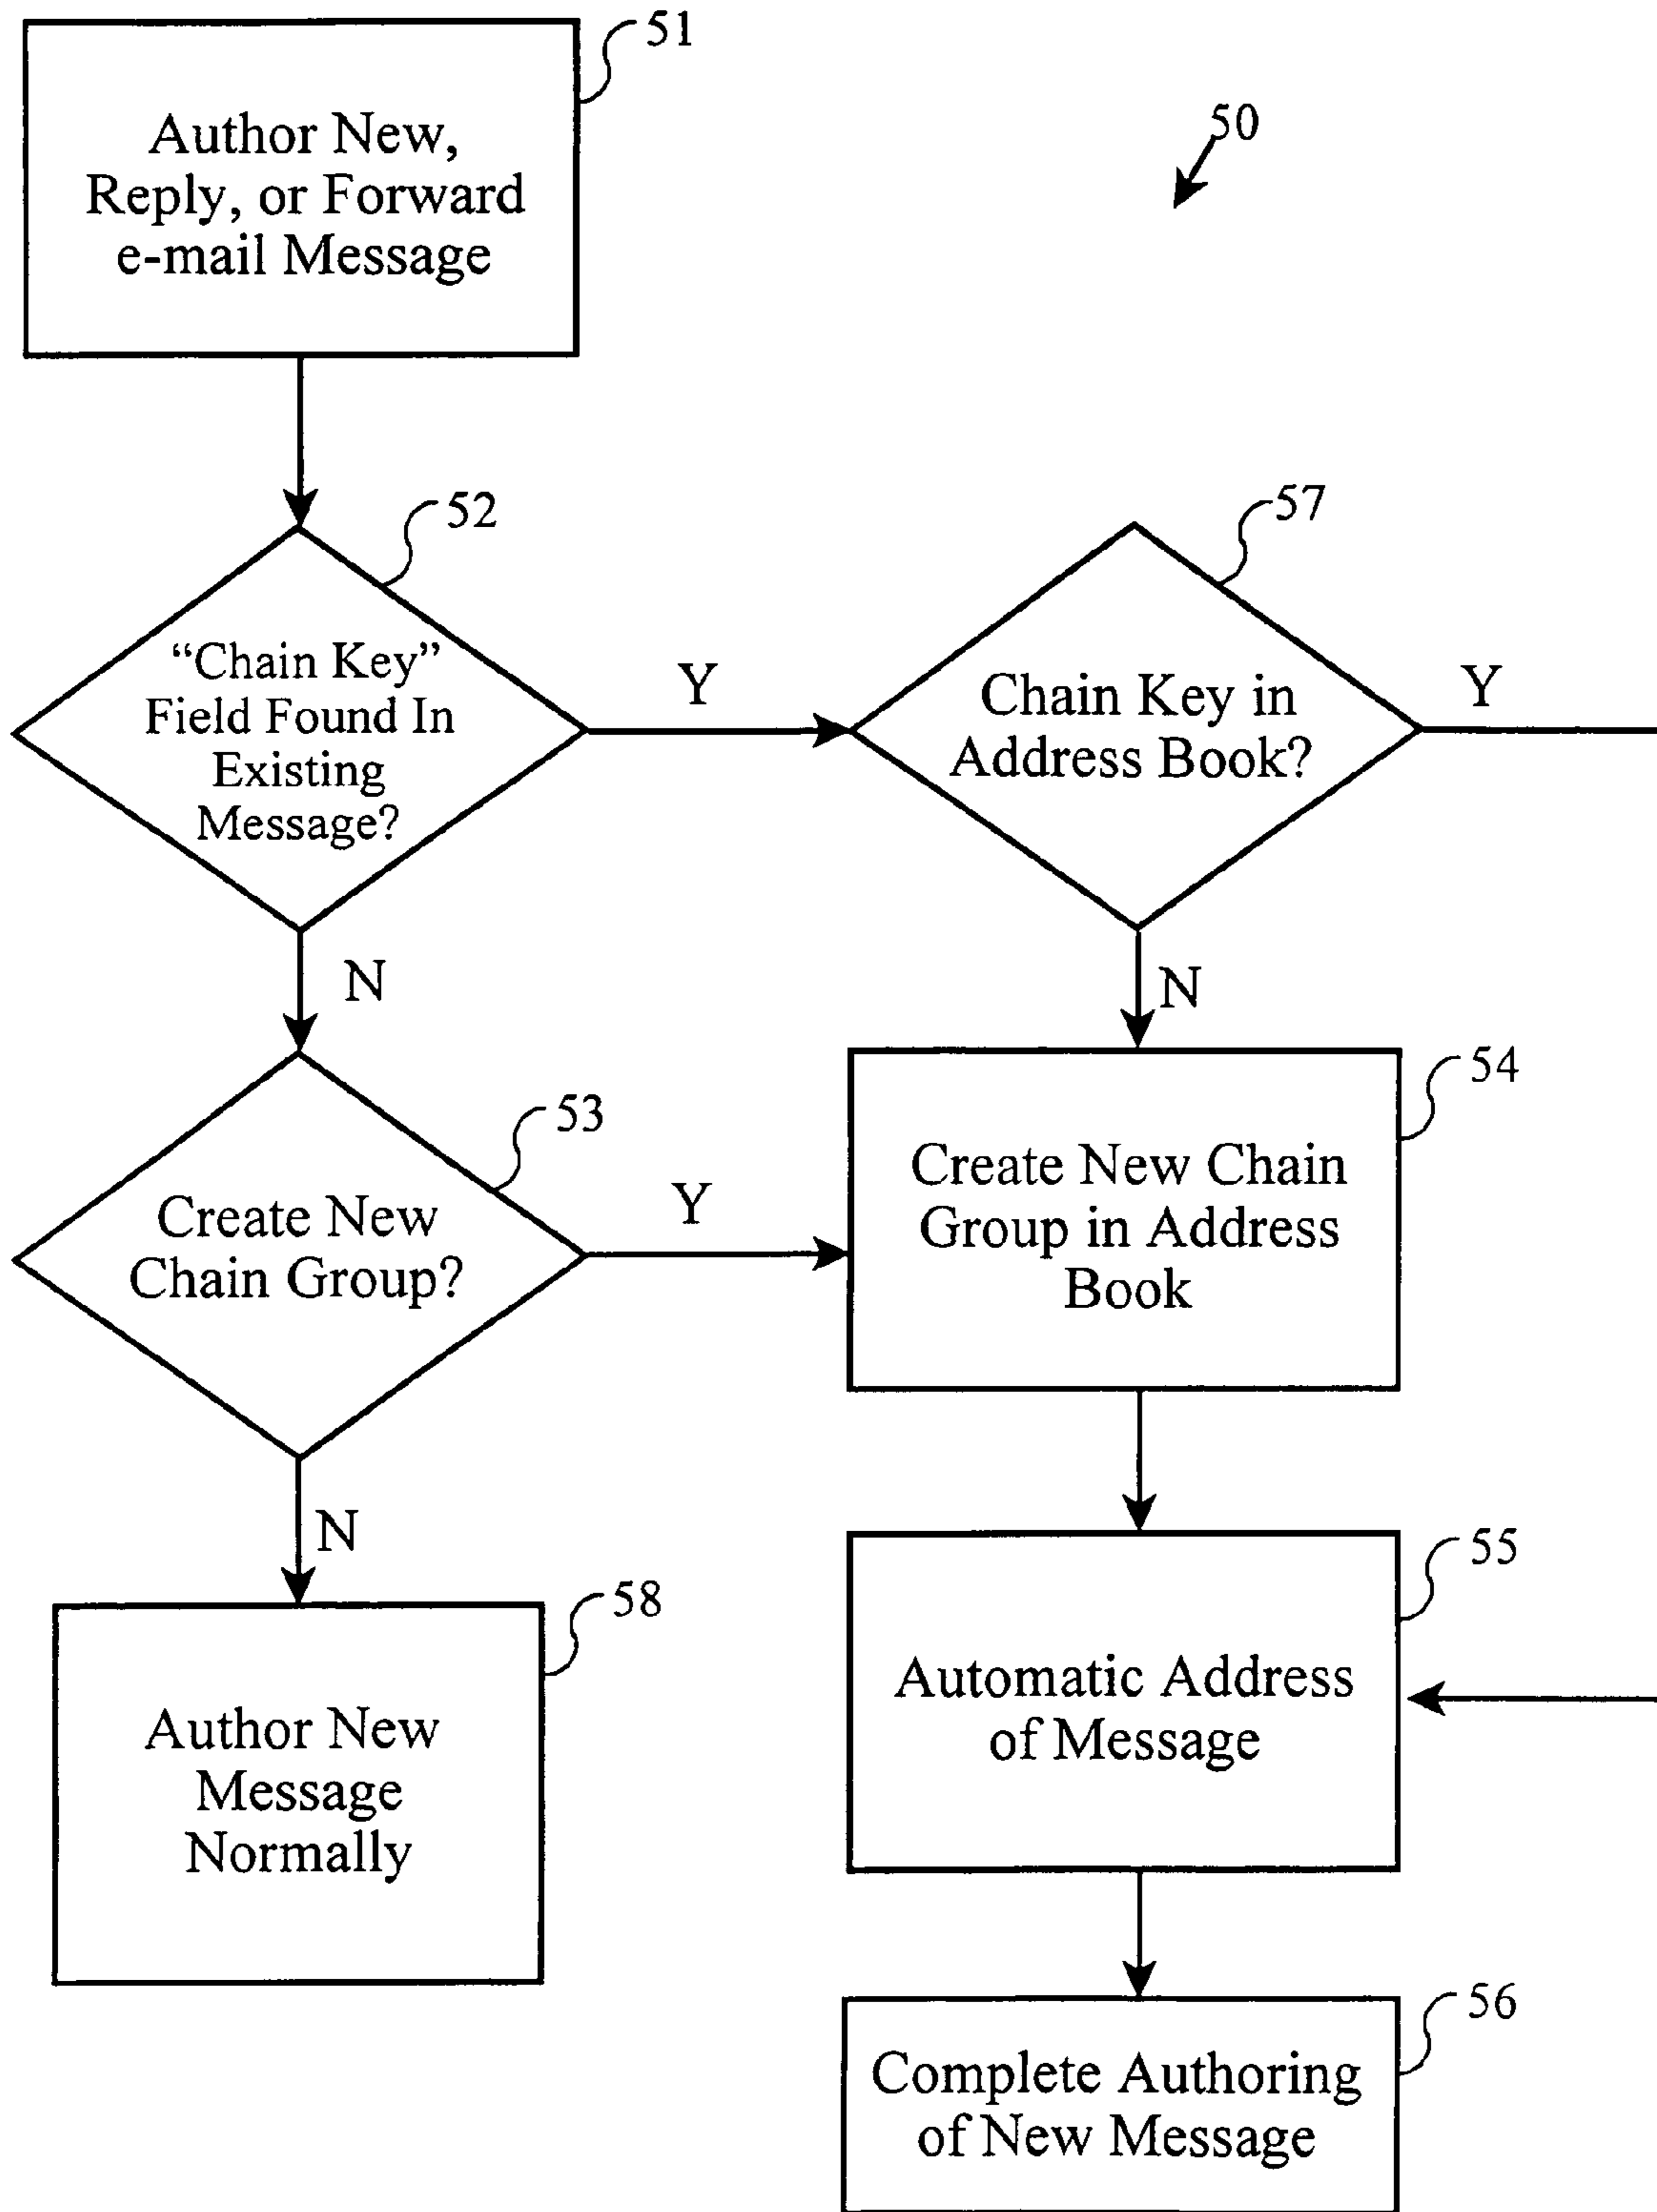 51
Author New,
Reply, or Forward
e-mail Message
50
52
“Chain Key”
Field Found In
Existing
Message?
Y
57
Chain Key in
Address Book?
Y
N
N
53
Create New
Chain Group?
Y
54
Create New Chain
Group in Address
Book
N
58
Author New
Message
Normally
55
Automatic Address
of Message
56
Complete Authoring
of New Message